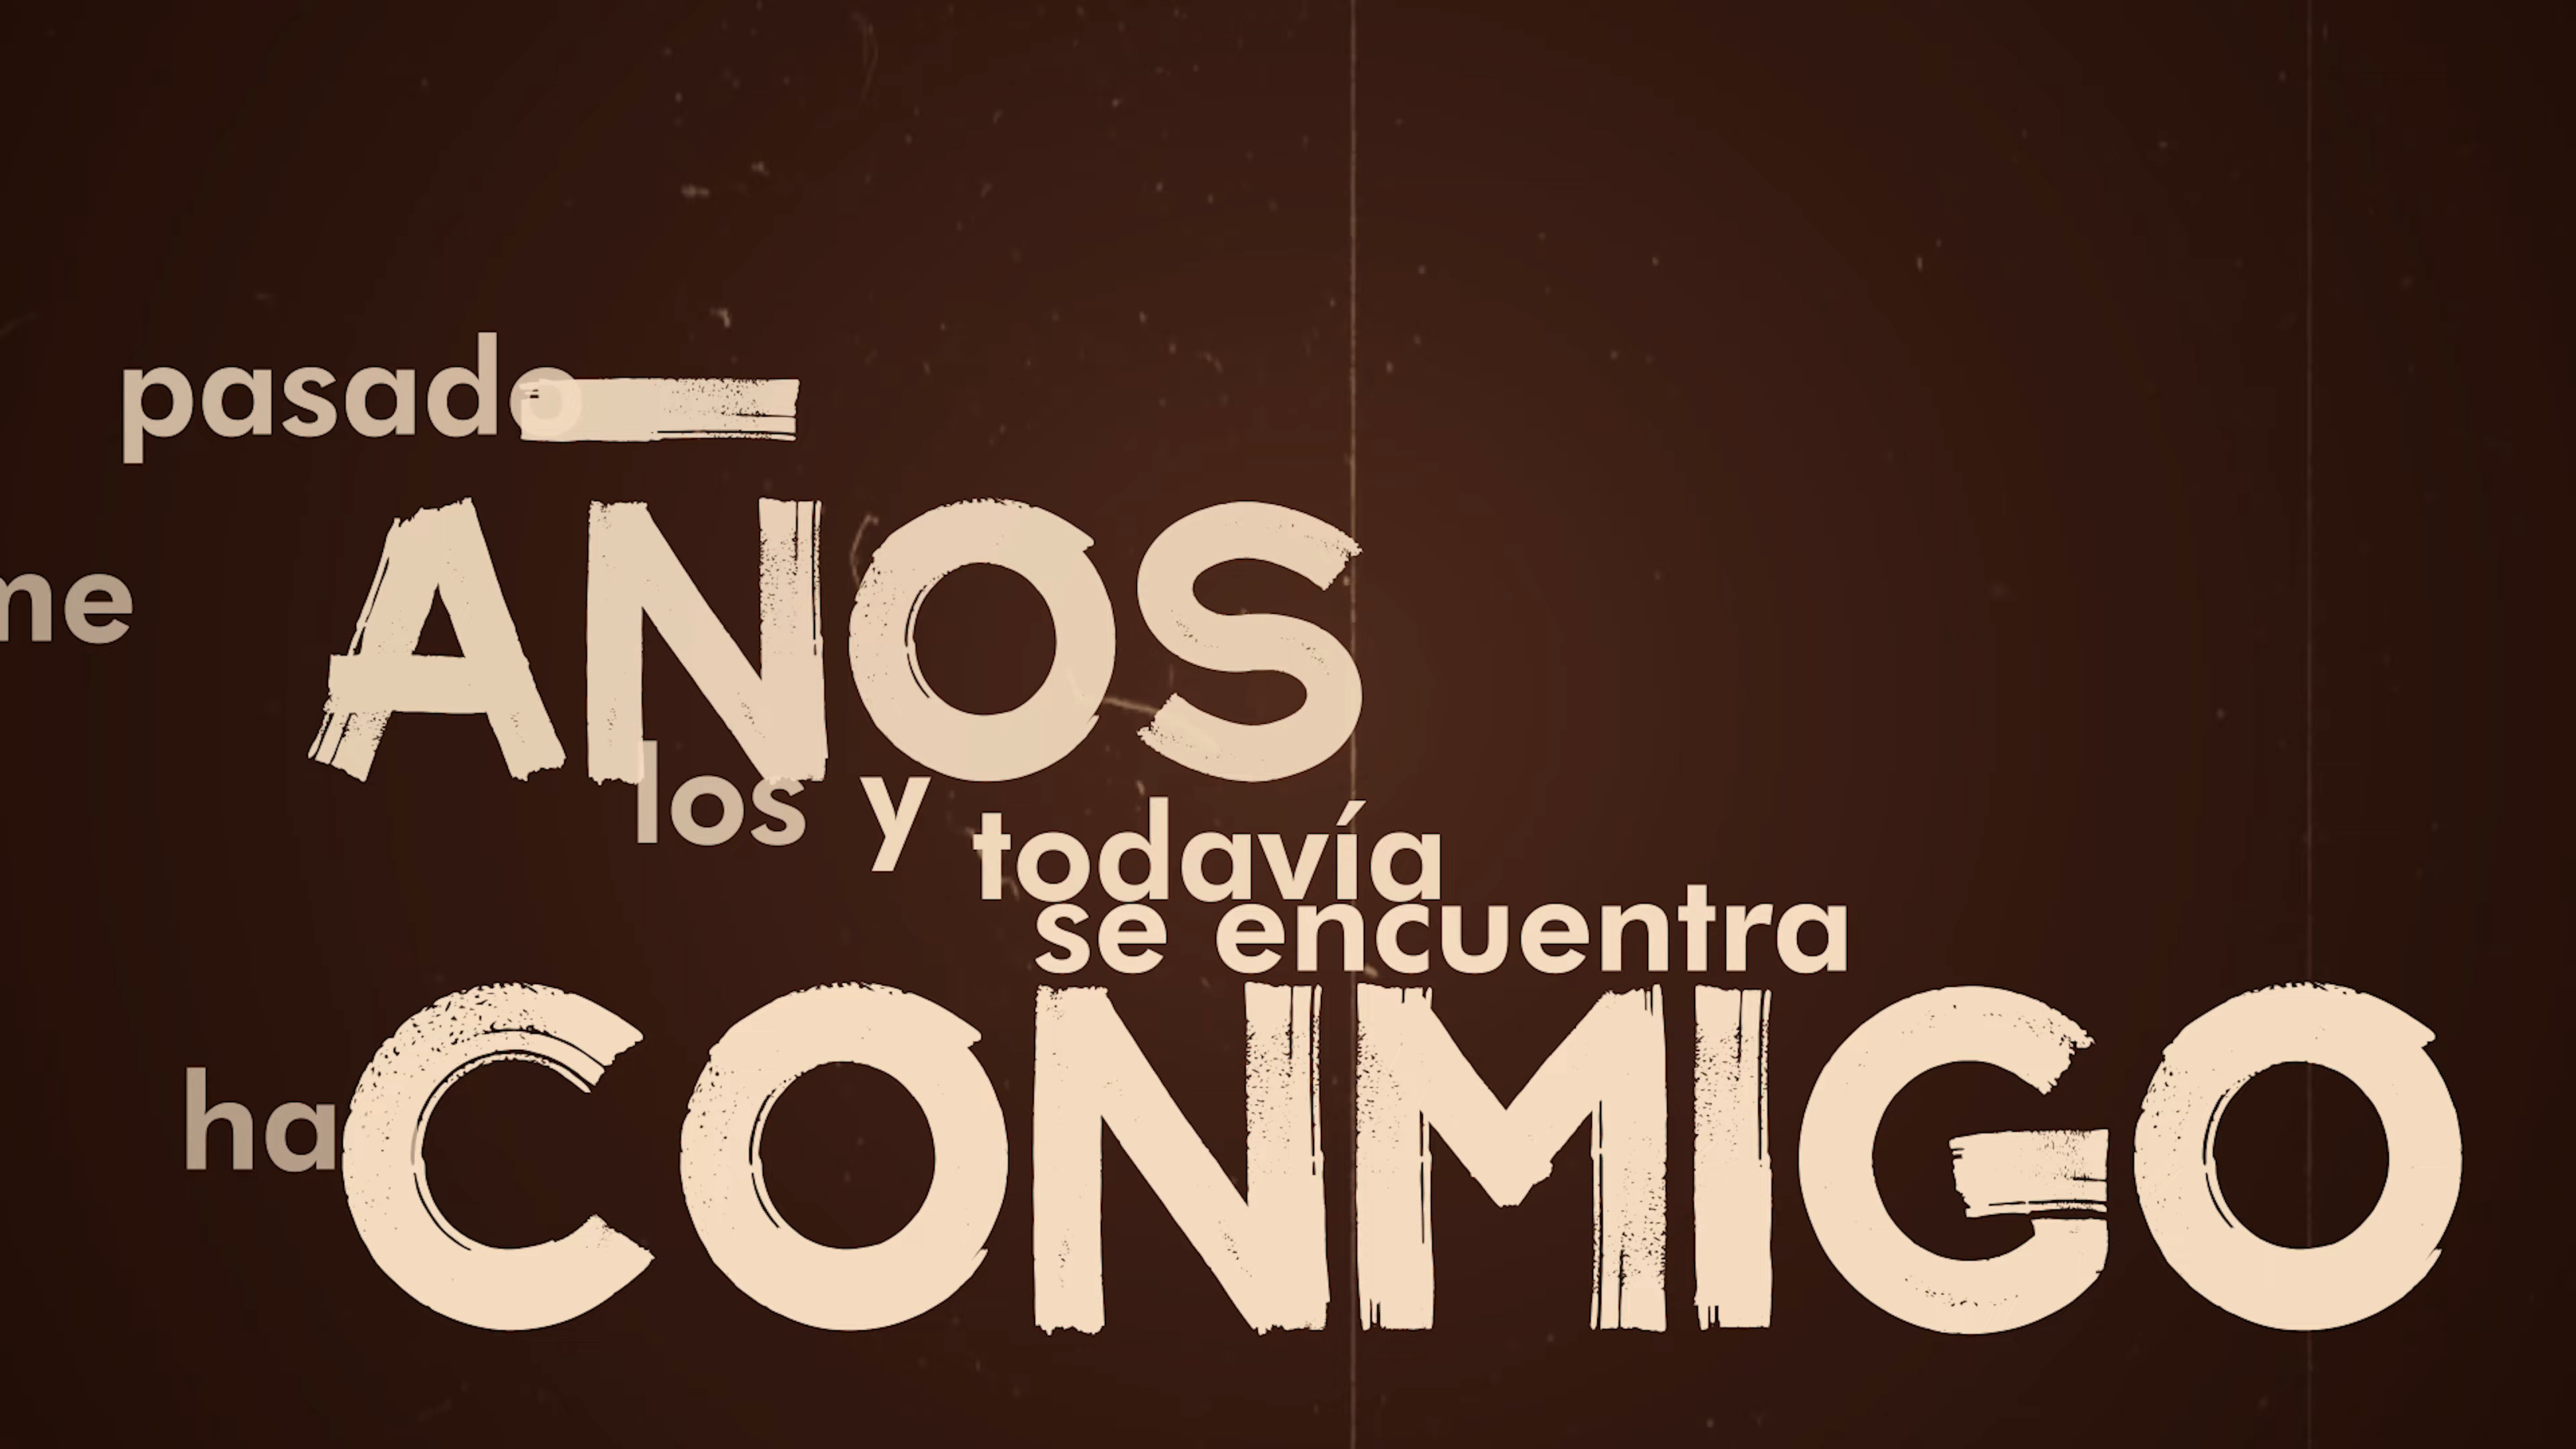 pasado
me
AÑOS
los y
todavía
se encuentra
ha
CONMIGO